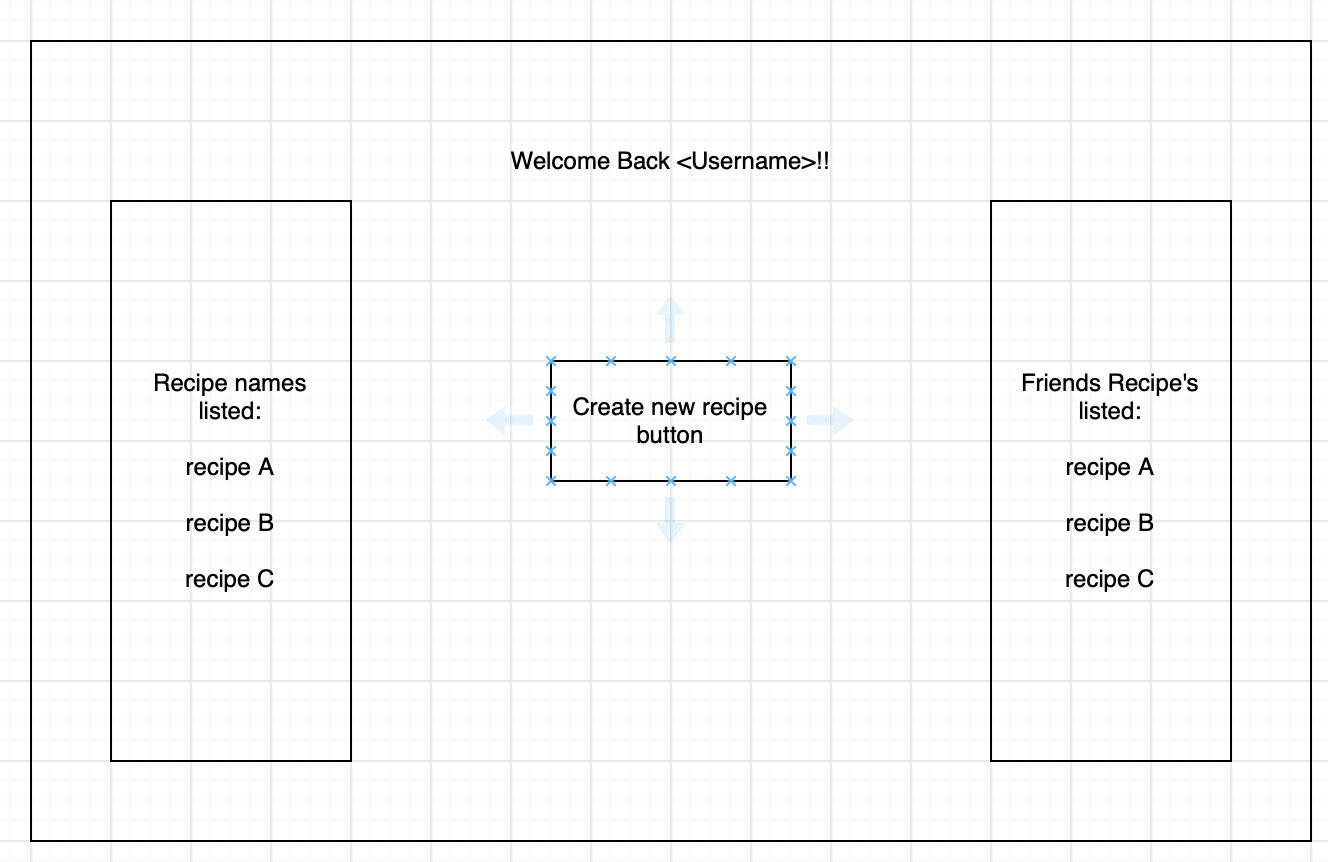 Welcome Back <Username>!!
Recipe names
listed:
recipe A
recipe B
recipe C
Create new recipe
button
Friends Recipe's
listed:
recipe A
recipe B
recipe C